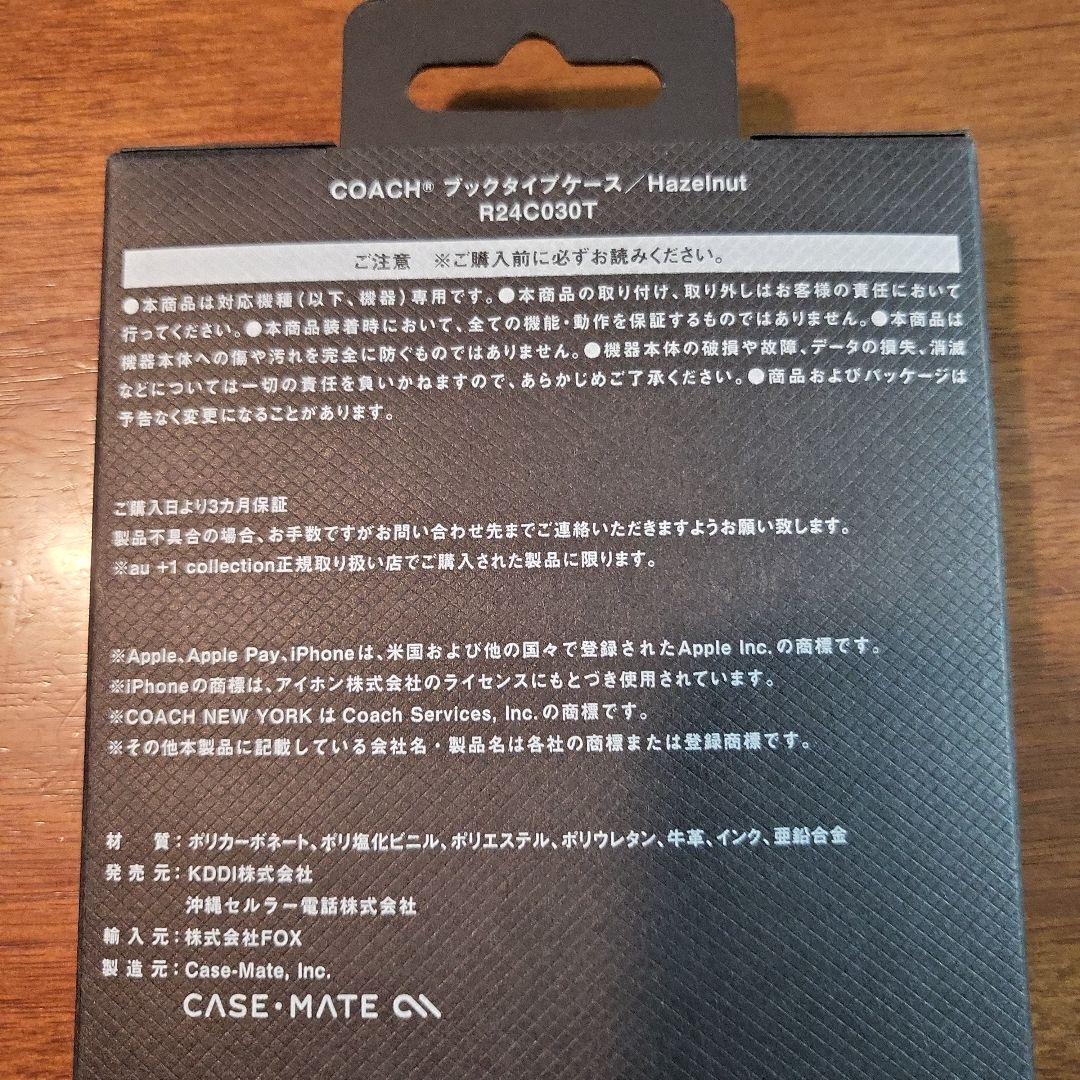 COACH® ブックタイプケース／Hazelnut
R24C030T
ご注意　※ご購入前に必ずお読みください。
●本商品は対応機種（以下、機器）専用です。●本商品の取り付け、取り外しはお客様の責任において
行ってください。●本商品装着時において、全ての機能・動作を保証するものではありません。●本商品は
機器本体への傷や汚れを完全に防ぐものではありません。●機器本体の破損や故障、データの損失、消滅
などについては一切の責任を負いかねますので、あらかじめご了承ください。●商品およびパッケージは
予告なく変更になることがあります。
ご購入日より3カ月保証
製品不具合の場合、お手数ですがお問い合わせ先までご連絡いただきますようお願い致します。
※au +1 collection正規取り扱い店でご購入された製品に限ります。
※Apple、Apple Pay、iPhoneは、米国および他の国々で登録されたApple Inc.の商標です。
※iPhoneの商標は、アイホン株式会社のライセンスにもとづき使用されています。
※COACH NEW YORK は Coach Services, Inc.の商標です。
※その他本製品に記載している会社名・製品名は各社の商標または登録商標です。
材　質：ポリカーボネート、ポリ塩化ビニル、ポリエステル、ポリウレタン、牛革、インク、亜鉛合金
発売元：KDDI株式会社
沖縄セルラー電話株式会社
輸入元：株式会社FOX
製造元：Case-Mate, Inc.
CASE・MATE